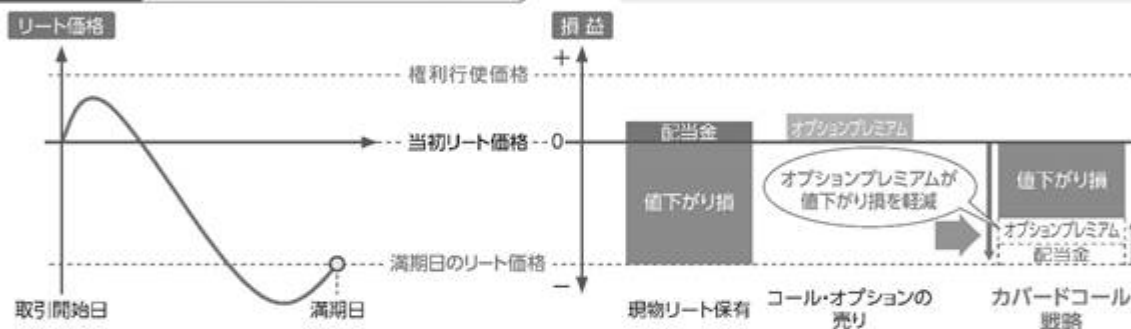 リート価格
損益
+
権利行使価格
当初リート価格
0
配当金
オプションプレミアム
値下がり損
オプションプレミアムが
値下がり損を軽減
値下がり損
オプションプレミアム
配当金
満期日のリート価格
−
取引開始日
満期日
現物リート保有
コール・オプションの
売り
カバードコール
戦略